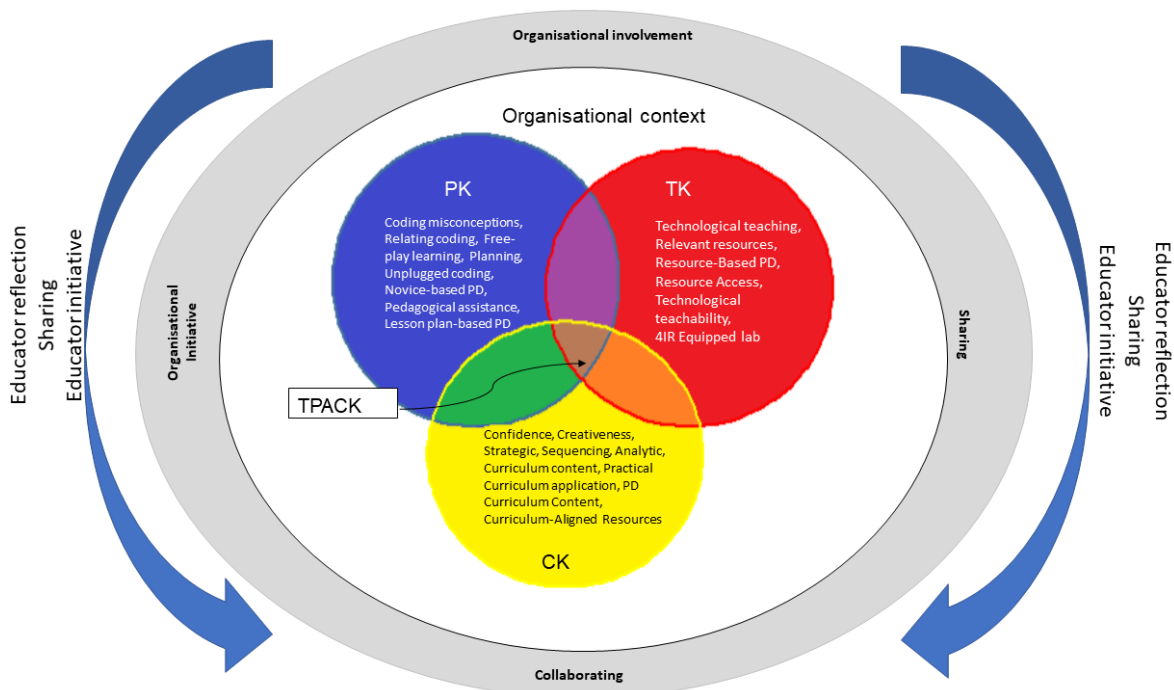 Organisational involvement
Organisational context
PK
Coding misconceptions,
Relating coding, Free-
play learning, Planning,
Unplugged coding,
Novice-based PD,
Pedagogical assistance,
Lesson plan-based PD
TK
Technological teaching,
Relevant resources,
Resource-Based PD,
Resource Access,
Technological
teachability,
4IR Equipped lab
Educator reflection
Sharing
Educator initiative
Organisational
Initiative
Sharing
Educator reflection
Sharing
Educator initiative
TPACK
Confidence, Creativeness,
Strategic, Sequencing, Analytic,
Curriculum content, Practical
Curriculum application, PD
Curriculum Content,
Curriculum-Aligned Resources
CK
Collaborating